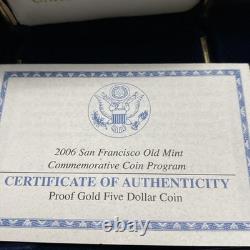 2006 San Francisco Old Mint
Commemorative Coin Program
CERTIFICATE OF AUTHENTICITY
Proof Gold Five Dollar Coin